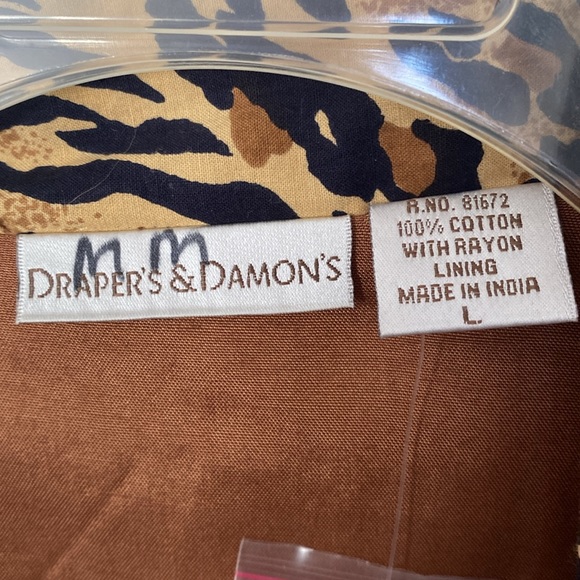 M M
DRAPER'S & DAMON'S
R.NO. 81672
100% COTTON
WITH RAYON
LINING
MADE IN INDIA
L